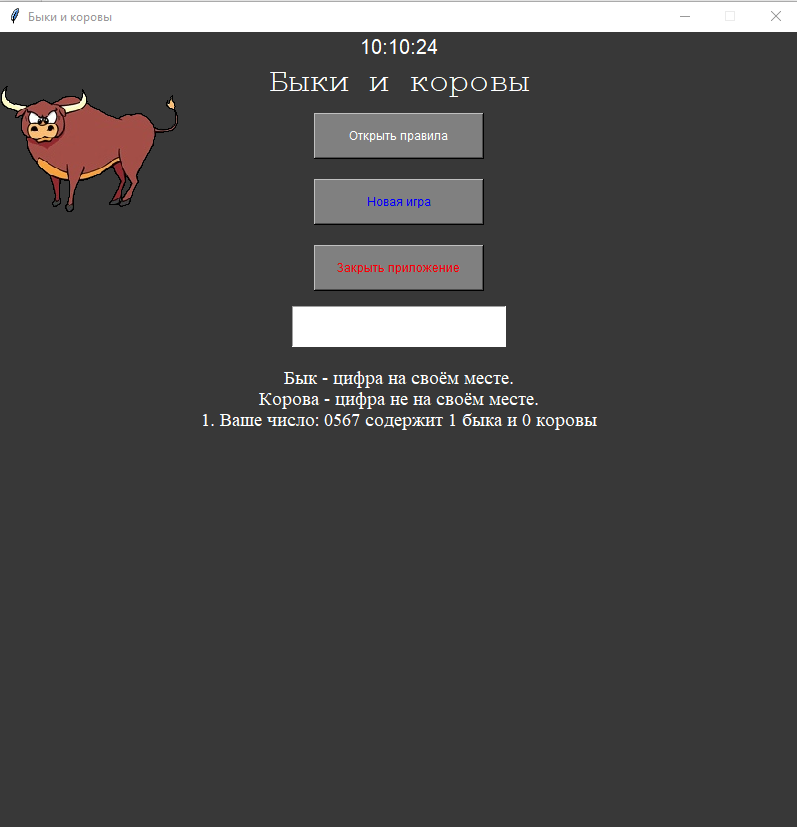 Быки и коровы
10:10:24
Быки и коровы
Открыть правила
Новая игра
Закрыть приложение
Бык - цифра на своём месте.
Корова - цифра не на своём месте.
1. Ваше число: 0567 содержит 1 быка и 0 коровы